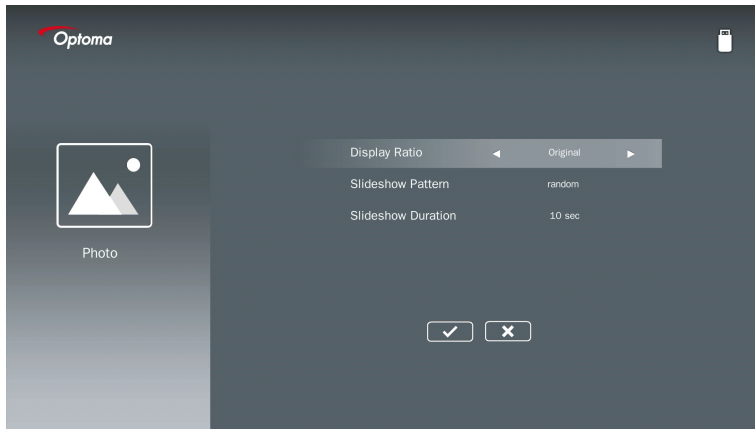 Optoma
Display Ratio Original
Slideshow Pattern random
Slideshow Duration 10 sec
Photo